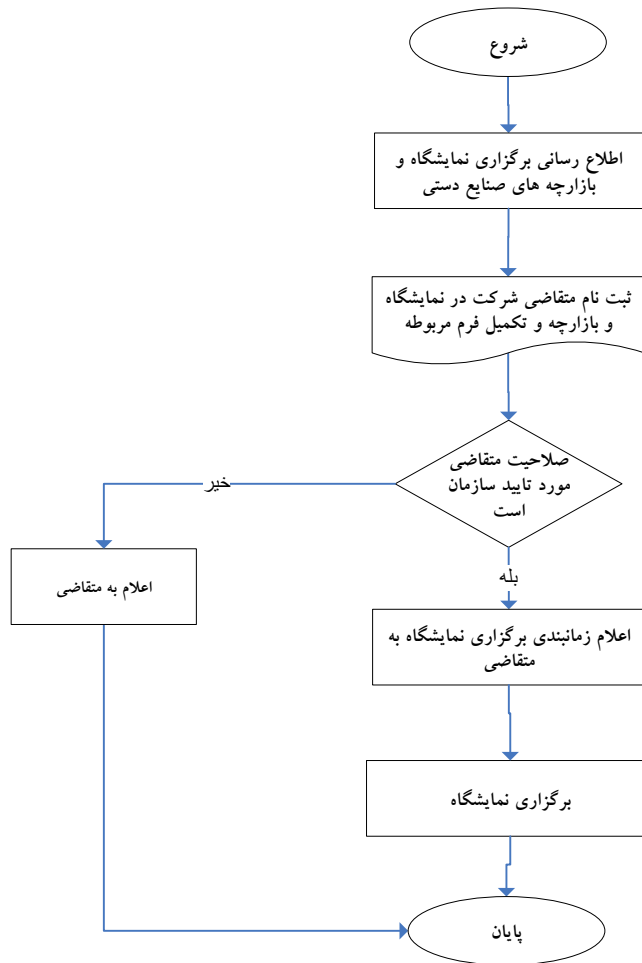 شروع
اطلاع رسانی برگزاری نمایشگاه و
بازارچه های صنایع دستی
ثبت نام متقاضی شرکت در نمایشگاه
و بازارچه و تکمیل فرم مربوطه
صلاحیت متقاضی
مورد تایید سازمان
است
خیر
اعلام به متقاضی
بله
اعلام زمانبندی برگزاری نمایشگاه به
متقاضی
برگزاری نمایشگاه
پایان